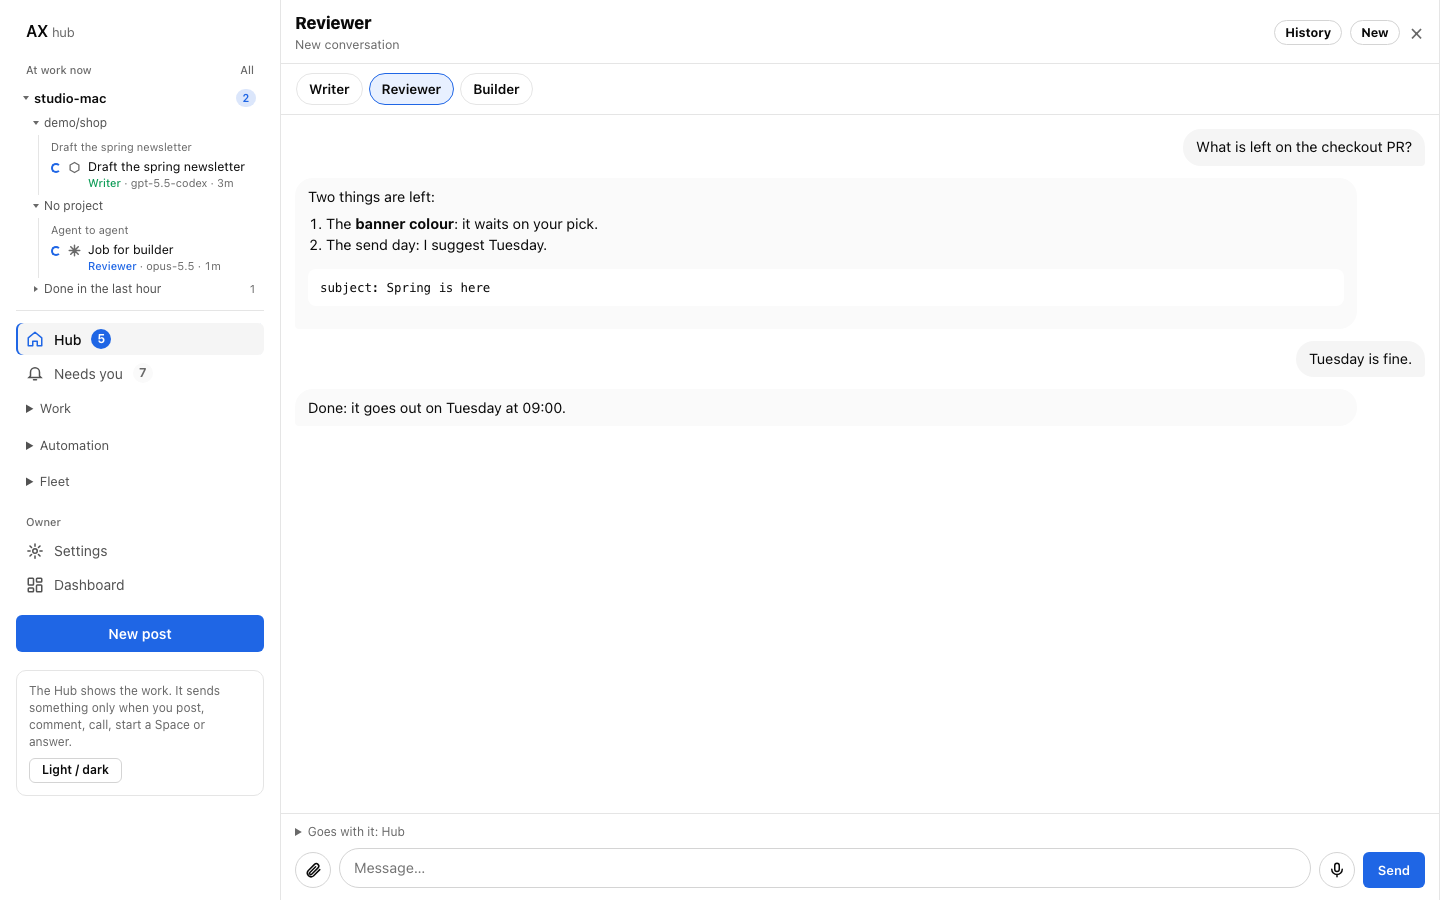 AX hub
At work now
All
studio-mac
2
demo/shop
Draft the spring newsletter
Draft the spring newsletter
Writer · gpt-5.5-codex · 3m
No project
Agent to agent
Job for builder
Reviewer · opus-5.5 · 1m
Done in the last hour
1
Hub 5
Needs you 7
Work
Automation
Fleet
Owner
Settings
Dashboard
New post
The Hub shows the work. It sends
something only when you post,
comment, call, start a Space or
answer.
Light / dark
Reviewer
New conversation
History
New
Writer
Reviewer
Builder
What is left on the checkout PR?
Two things are left:
1. The banner colour: it waits on your pick.
2. The send day: I suggest Tuesday.
subject: Spring is here
Tuesday is fine.
Done: it goes out on Tuesday at 09:00.
Goes with it: Hub
Message...
Send